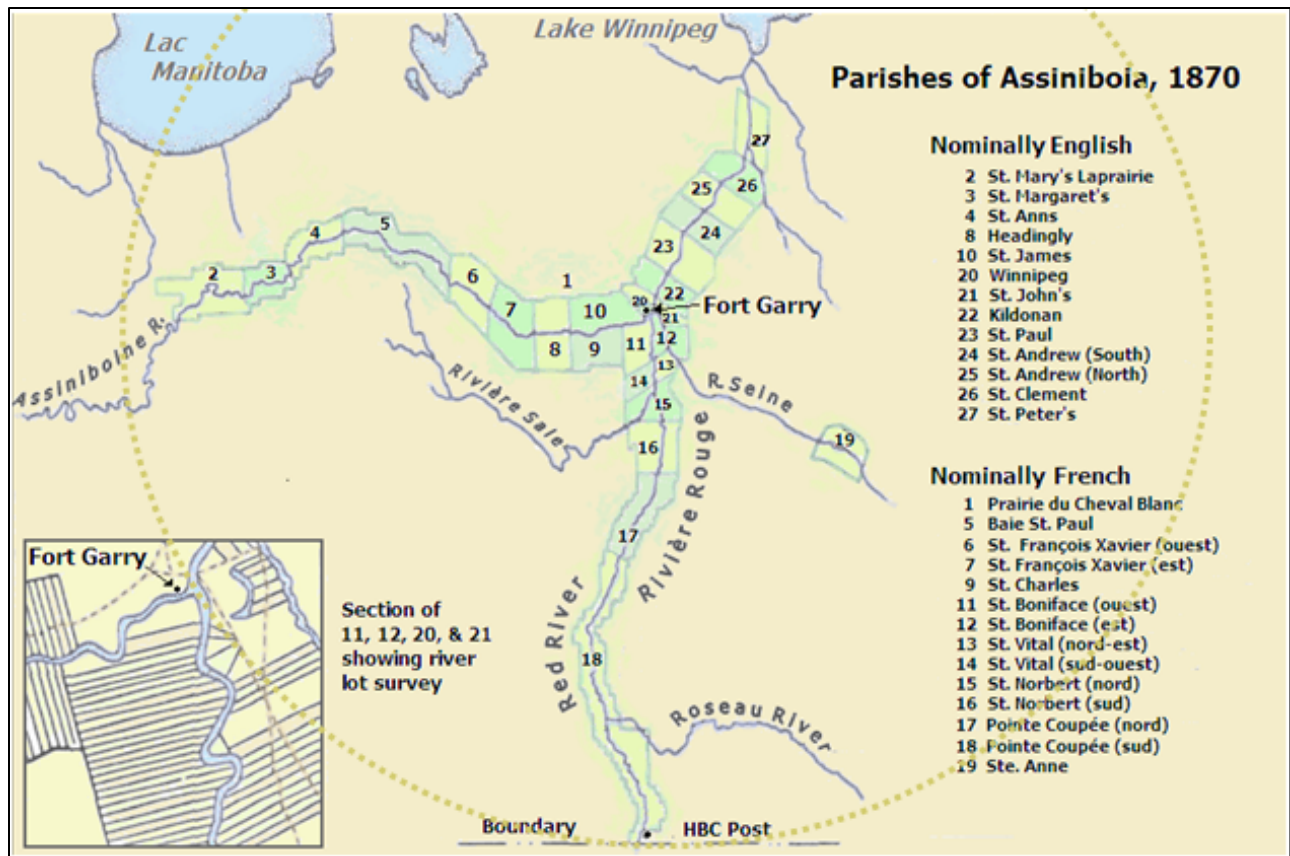 Lac
Manitoba
Lake Winnipeg
Parishes of Assiniboia, 1870
Nominally English
2 St. Mary's Laprairie
3 St. Margaret's
4 St. Anns
8 Headingly
10 St. James
20 Winnipeg
21 St. John's
22 Kildonan
23 St. Paul
24 St. Andrew (South)
25 St. Andrew (North)
26 St. Clement
27 St. Peter's
Nominally French
1 Prairie du Cheval Blanc
5 Baie St. Paul
6 St. François Xavier (ouest)
7 St. François Xavier (est)
9 St. Charles
11 St. Boniface (ouest)
12 St. Boniface (est)
13 St. Vital (nord-est)
14 St. Vital (sud-ouest)
15 St. Norbert (nord)
16 St. Norbert (sud)
17 Pointe Coupée (nord)
18 Pointe Coupée (sud)
19 Ste. Anne
27
26
25
24
23
22
20
21
Fort Garry
1
2
3
4
5
6
7
8
9
10
11
12
13
14
15
16
17
18
19
Assiniboine R.
Rivière Sale
R. Seine
Rivière Rouge
Red River
Roseau River
Boundary
HBC Post
Fort Garry
Section of
11, 12, 20, & 21
showing river
lot survey